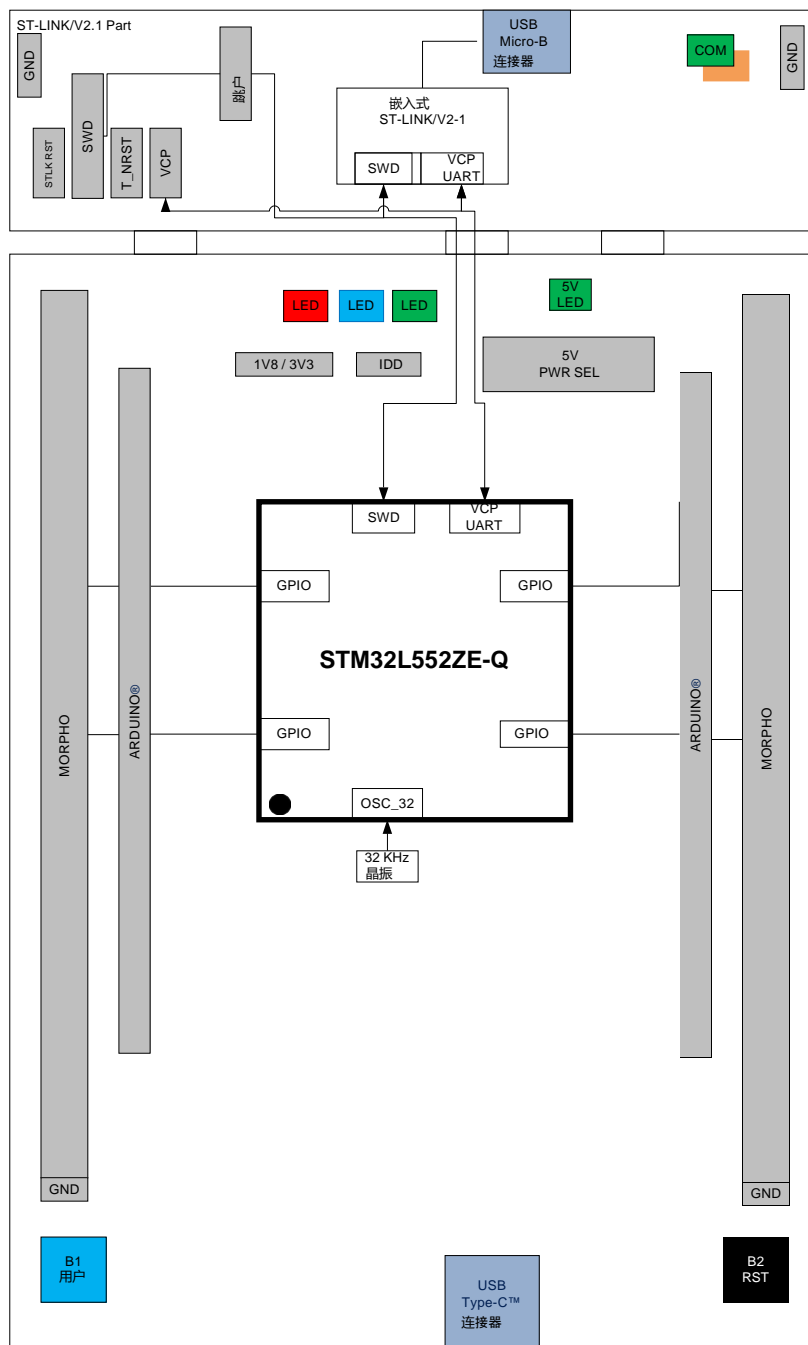 ST-LINK/V2.1 Part
USB
Micro-B
连接器
COM
GND
GND
跳户
嵌入式
ST-LINK/V2-1
SWD
VCP
UART
STLK RST
SWD
T_NRST
VCP
LED
LED
LED
5V
LED
1V8 / 3V3
IDD
5V
PWR SEL
SWD
VCP
UART
GPIO
GPIO
STM32L552ZE-Q
GPIO
GPIO
MORPHO
ARDUINO®
ARDUINO®
MORPHO
OSC_32
32 KHz
晶振
GND
GND
B1
用户
USB
Type-C™
连接器
B2
RST